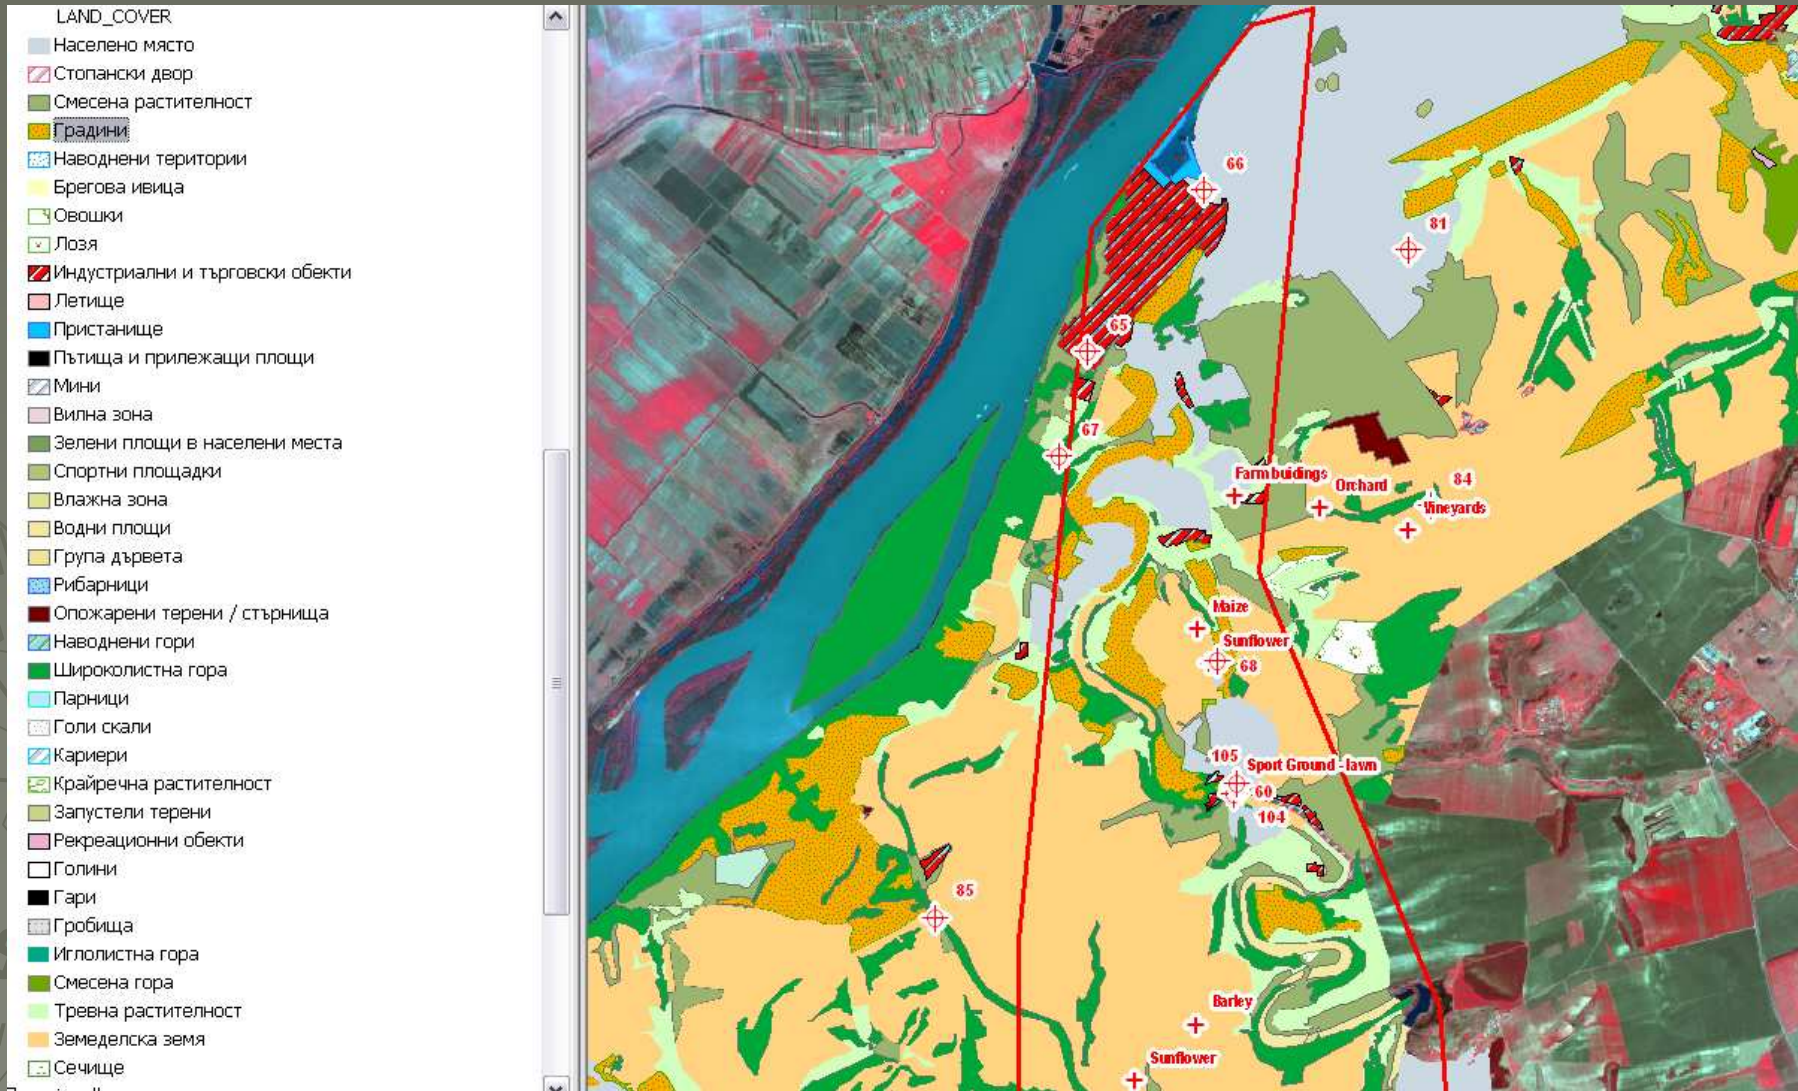 LAND_COVER
Населено място
Стопански двор
Смесена растителност
Градини
Наводнени територии
Брегова ивица
Овошки
Лозя
Индустриални и търговски обекти
Летище
Пристанище
Пътища и прилежащи площи
Мини
Вилна зона
Зелени площи в населени места
Спортни площадки
Влажна зона
Водни площи
Група дървета
Рибарници
Опожарени терени / стърнища
Наводнени гори
Широколистна гора
Парници
Голи скали
Кариери
Крайречна растителност
Запустели терени
Рекреационни обекти
Голини
Гари
Гробища
Иглолистна гора
Смесена гора
Тревна растителност
Земеделска земя
Сечище
66
81
65
67
Farm buidings
Orchard
84
Vineyards
Maize
Sunflower
68
105
Sport Ground - lawn
60
104
85
Barley
Sunflower